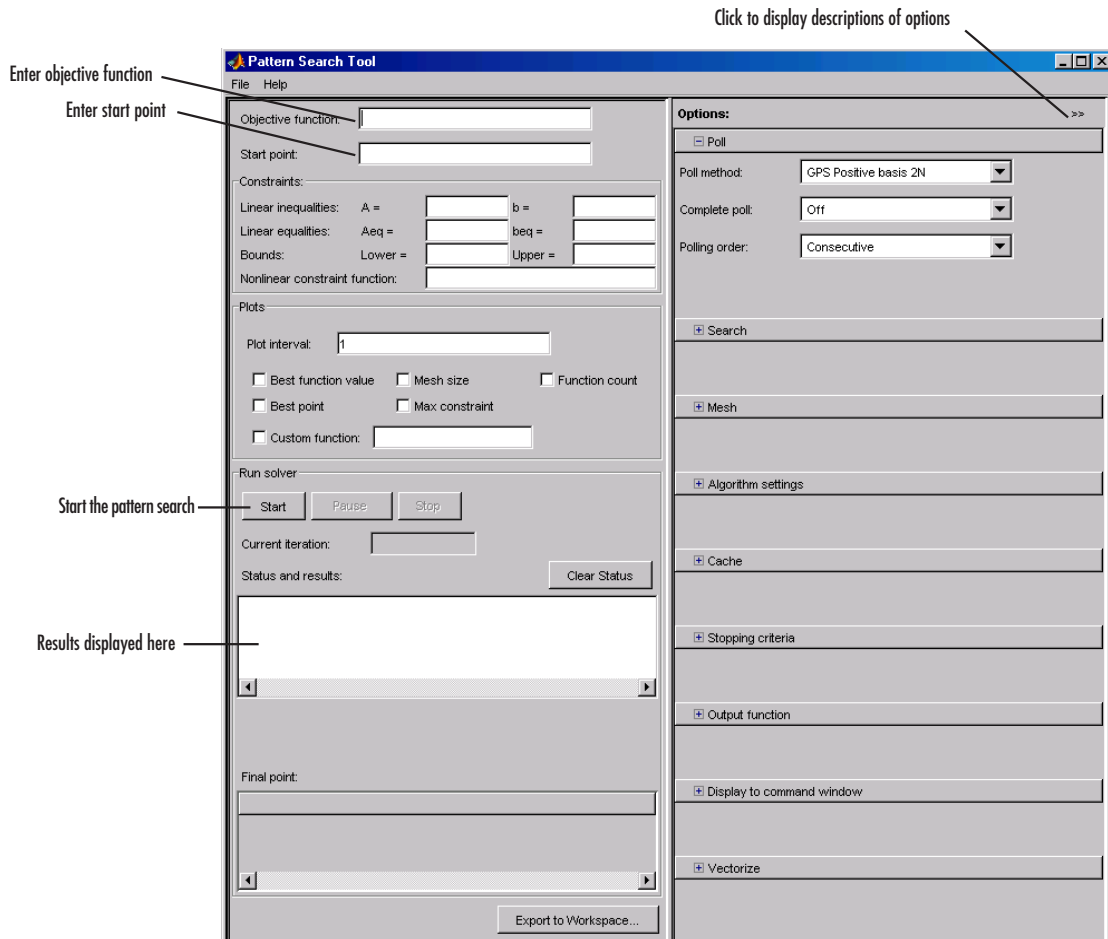 Click to display descriptions of options
Pattern Search Tool
Enter objective function
File Help
Enter start point
Objective function:
Start point:
Constraints:
Linear inequalities: A = b =
Linear equalities: Aeq = beq =
Bounds: Lower = Upper =
Nonlinear constraint function:
Plots
Plot interval: 1
Best function value Mesh size Function count
Best point Max constraint
Custom function:
Run solver
Start the pattern search
Start Pause Stop
Current iteration:
Status and results: Clear Status
Results displayed here
Final point:
Export to Workspace...
Options: >>
Poll
Poll method: GPS Positive basis 2N
Complete poll: Off
Polling order: Consecutive
Search
Mesh
Algorithm settings
Cache
Stopping criteria
Output function
Display to command window
Vectorize